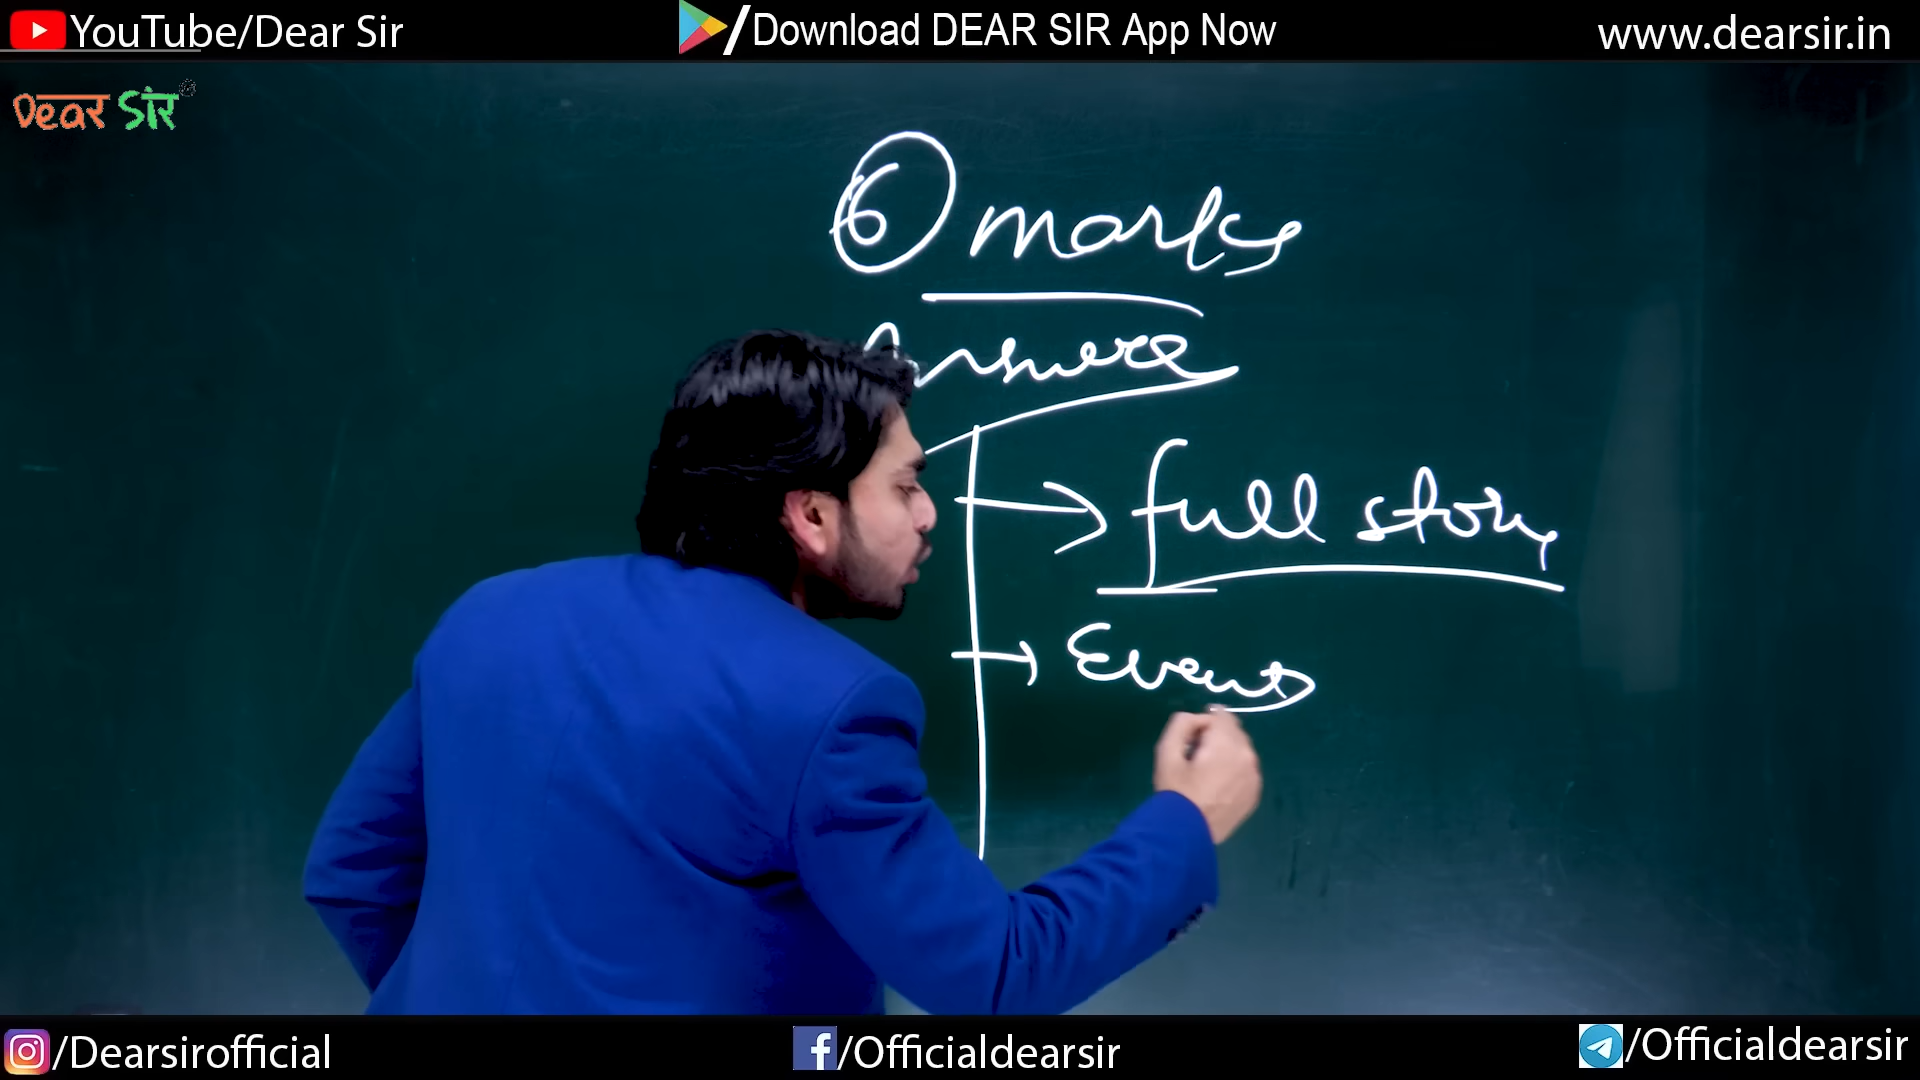 YouTube/Dear Sir
/Download DEAR SIR App Now
www.dearsir.in
Dear Sir
6 marks
Answere
→ full story
→ Events
/Dearsirofficial
/Officialdearsir
/Officialdearsir